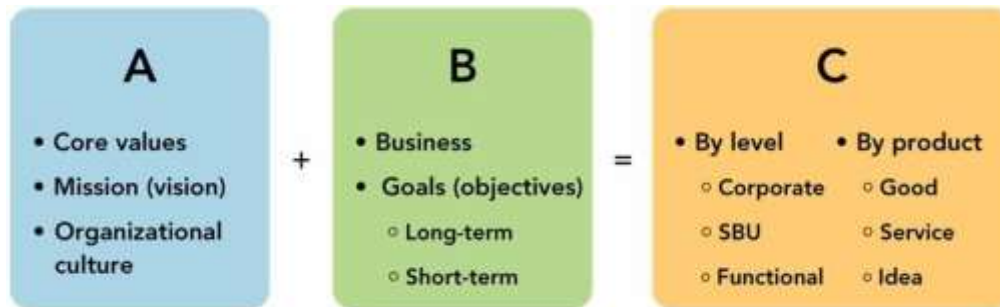 A
• Core values
• Mission (vision)
• Organizational
culture
+
B
• Business
• Goals (objectives)
○ Long-term
○ Short-term
=
C
• By level
○ Corporate
○ SBU
○ Functional
• By product
○ Good
○ Service
○ Idea